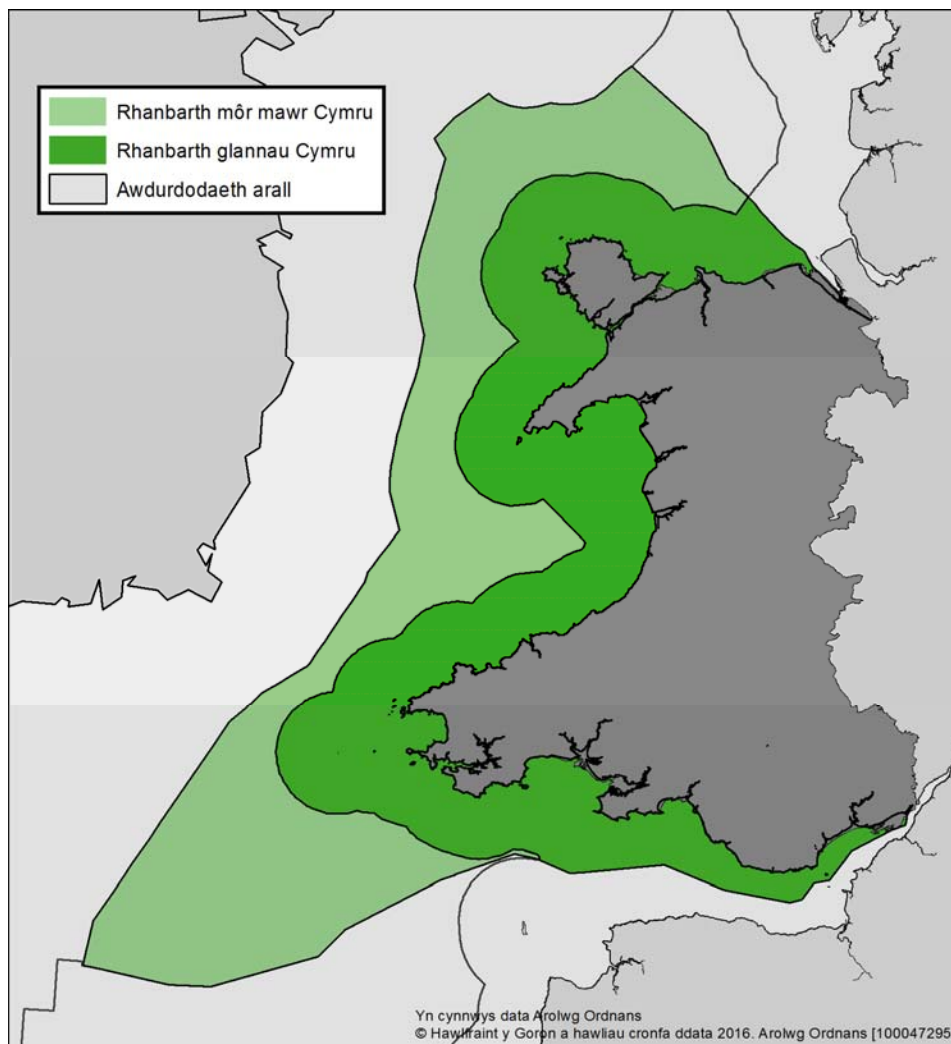 Rhanbarth môr mawr Cymru
Rhanbarth glannau Cymru
Awdurdodaeth arall
Yn cynnwys data Arolwg Ordnans
© Hawlfraint y Goron a hawliau cronfa ddata 2016. Arolwg Ordnans [100047295